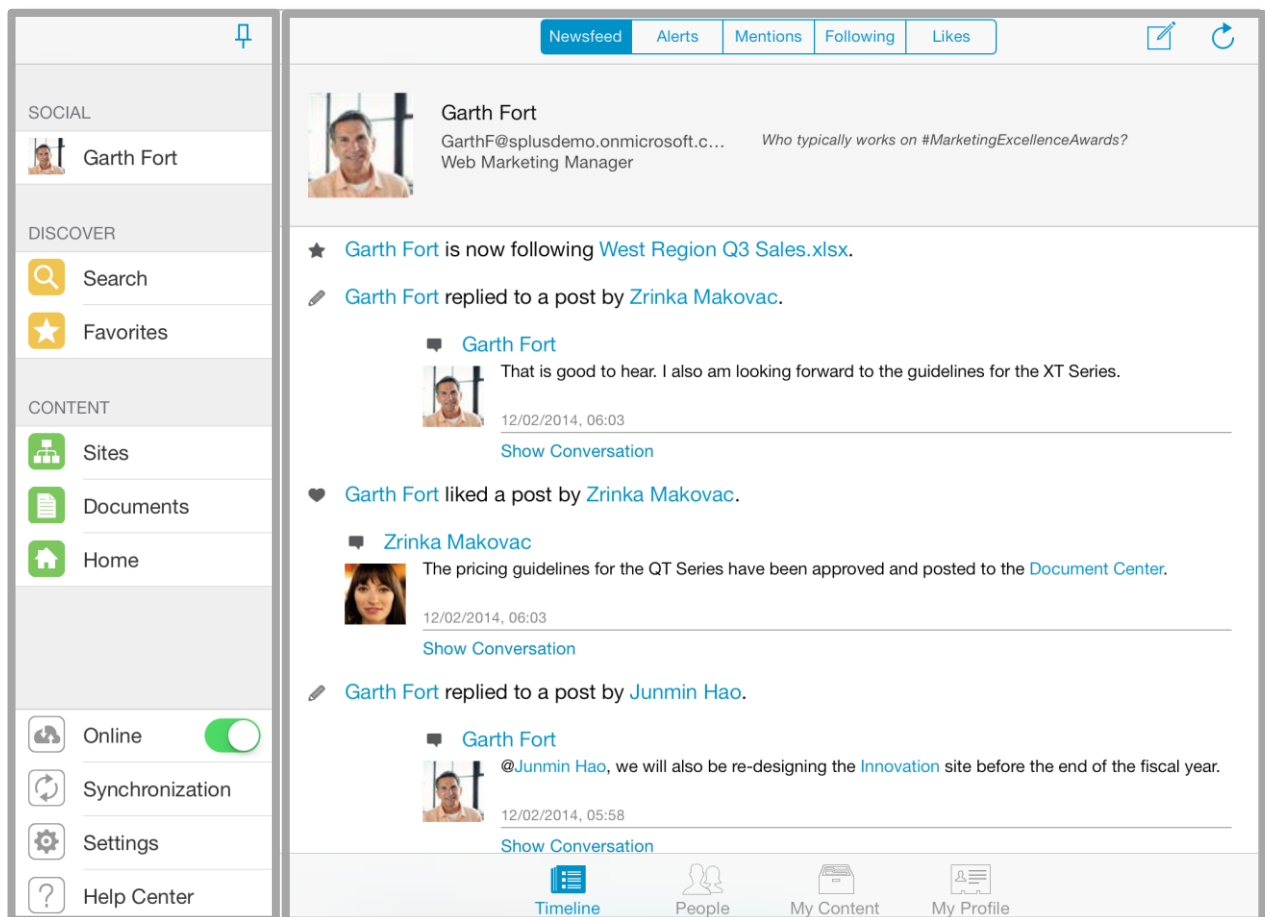 SOCIAL
Garth Fort
DISCOVER
Search
Favorites
CONTENT
Sites
Documents
Home
Online
Synchronization
Settings
Help Center
Newsfeed Alerts Mentions Following Likes
Garth Fort
GarthF@splusdemo.onmicrosoft.c...
Web Marketing Manager
Who typically works on #MarketingExcellenceAwards?
Garth Fort is now following West Region Q3 Sales.xlsx.
Garth Fort replied to a post by Zrinka Makovac.
Garth Fort
That is good to hear. I also am looking forward to the guidelines for the XT Series.
12/02/2014, 06:03
Show Conversation
Garth Fort liked a post by Zrinka Makovac.
Zrinka Makovac
The pricing guidelines for the QT Series have been approved and posted to the Document Center.
12/02/2014, 06:03
Show Conversation
Garth Fort replied to a post by Junmin Hao.
Garth Fort
@Junmin Hao, we will also be re-designing the Innovation site before the end of the fiscal year.
12/02/2014, 05:58
Show Conversation
Timeline People My Content My Profile